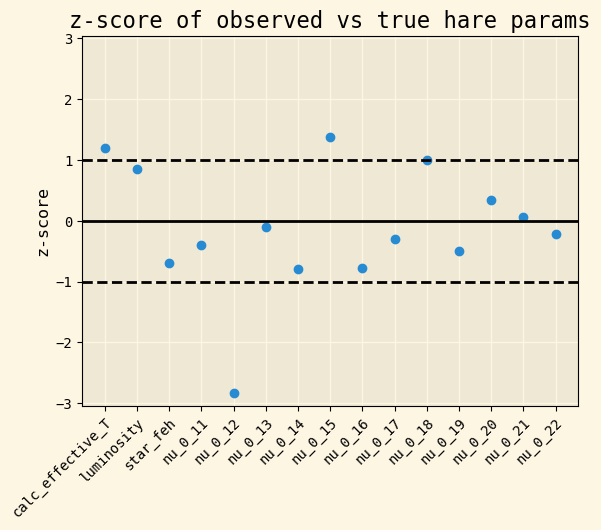 z-score of observed vs true hare params
z-score
3
2
1
0
−1
−2
−3
calc_effective_T
luminosity
star_feh
nu_0_11
nu_0_12
nu_0_13
nu_0_14
nu_0_15
nu_0_16
nu_0_17
nu_0_18
nu_0_19
nu_0_20
nu_0_21
nu_0_22